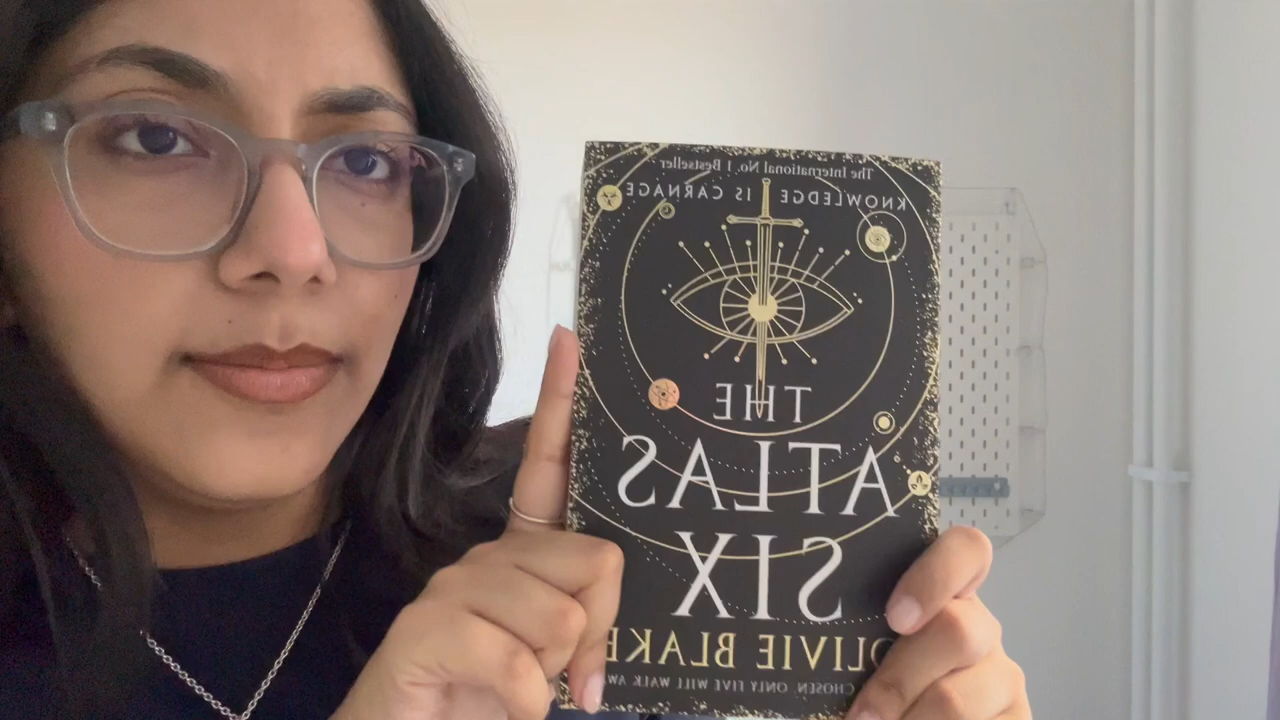 The International No. 1 Bestseller
KNOWLEDGE IS CARNAGE
THE
ATLAS
SIX
OLIVIE BLAKE
CHOSEN. ONLY FIVE WILL WALK